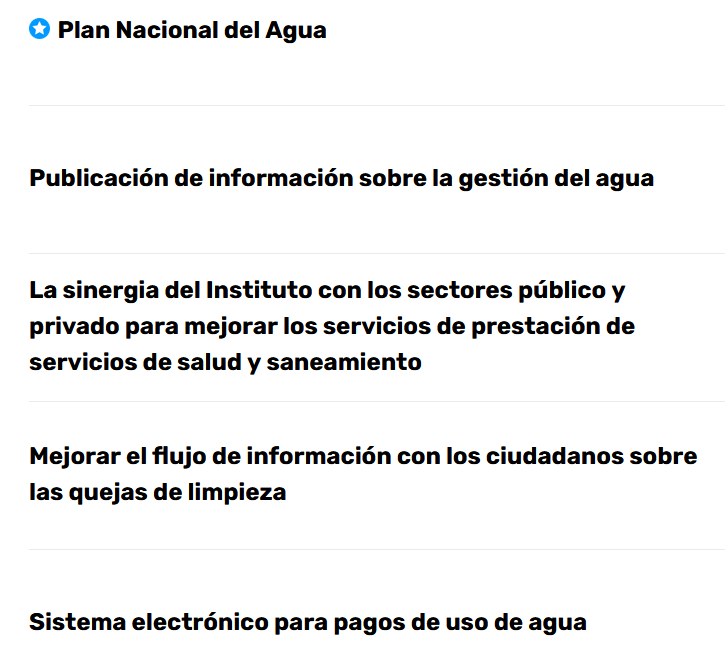 Plan Nacional del Agua
Publicación de información sobre la gestión del agua
La sinergia del Instituto con los sectores público y
privado para mejorar los servicios de prestación de
servicios de salud y saneamiento
Mejorar el flujo de información con los ciudadanos sobre
las quejas de limpieza
Sistema electrónico para pagos de uso de agua